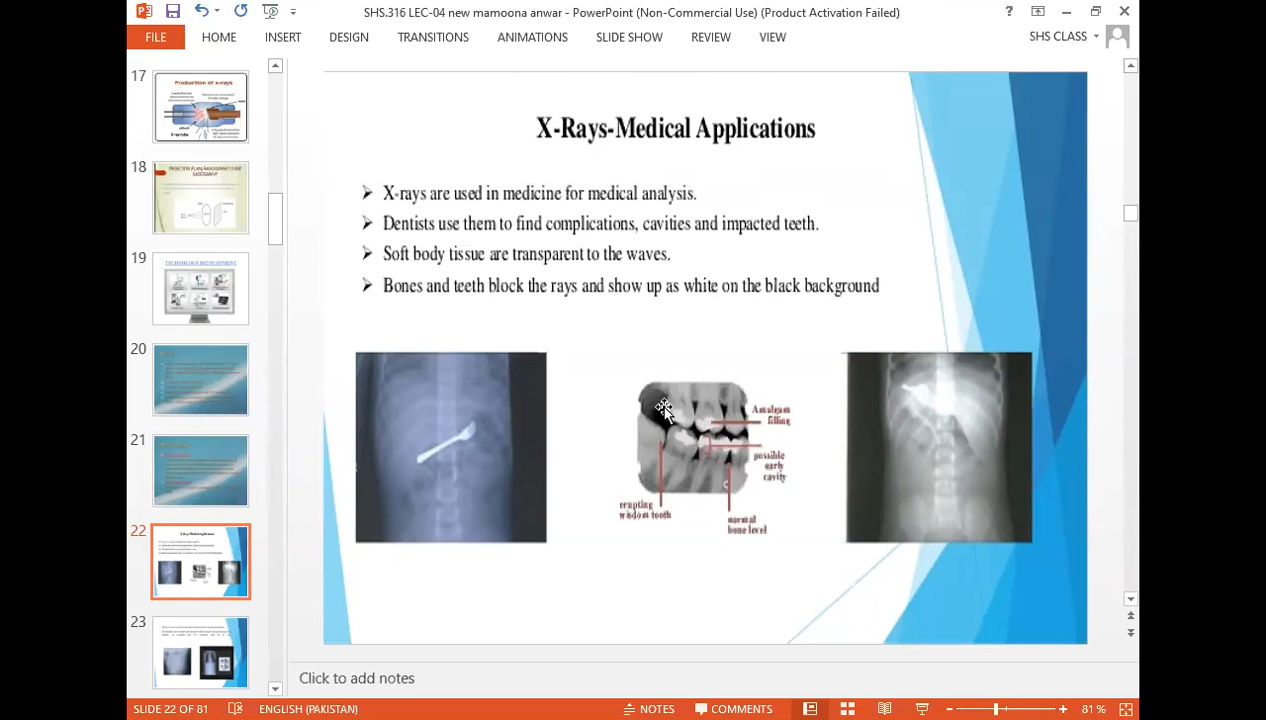 SHS.316 LEC-04 new mamoona anwar - PowerPoint (Non-Commercial Use) (Product Activation Failed)
FILE HOME INSERT DESIGN TRANSITIONS ANIMATIONS SLIDE SHOW REVIEW VIEW SHS CLASS
17
Production of x-rays
18
19
TECHNOLOGY DEVELOPMENT
20
21
22
23
X-Rays-Medical Applications
X-rays are used in medicine for medical analysis.
Dentists use them to find complications, cavities and impacted teeth.
Soft body tissue are transparent to the waves.
Bones and teeth block the rays and show up as white on the black background
Amalgam
filling
possible
early
cavity
erupting
wisdom tooth
normal
bone level
Click to add notes
SLIDE 22 OF 81 ENGLISH (PAKISTAN) NOTES COMMENTS 81 %